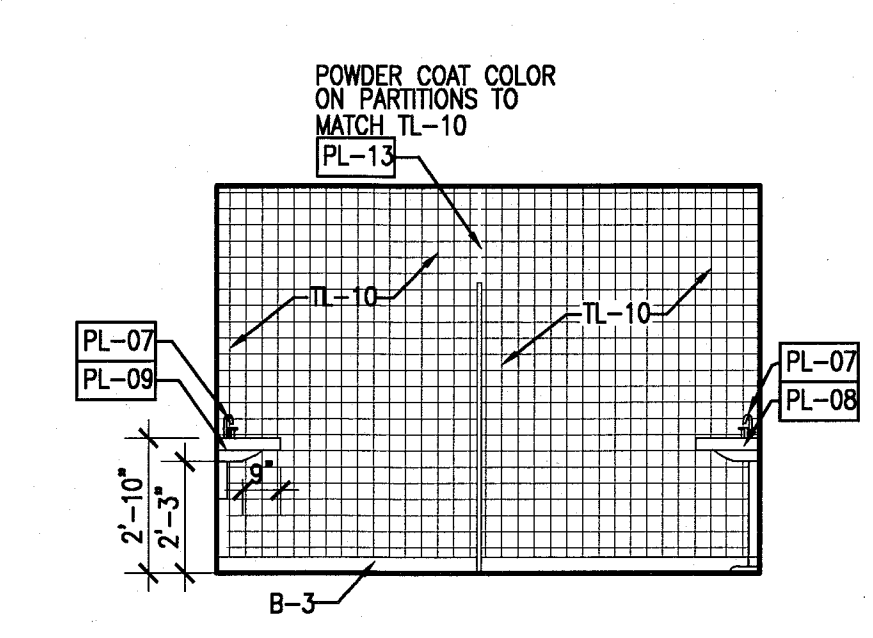 POWDER COAT COLOR
ON PARTITIONS TO
MATCH TL-10
PL-13
TL-10
TL-10
PL-07
PL-09
PL-07
PL-08
9"
2'-10"
2'-3"
B-3